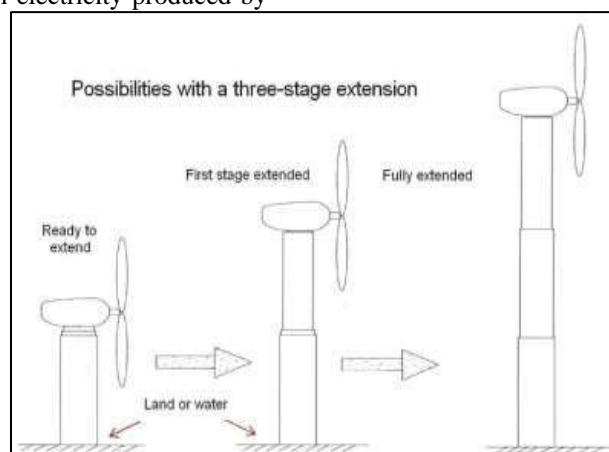 electricity produced by
Possibilities with a three-stage extension
First stage extended
Fully extended
Ready to
extend
Land or water